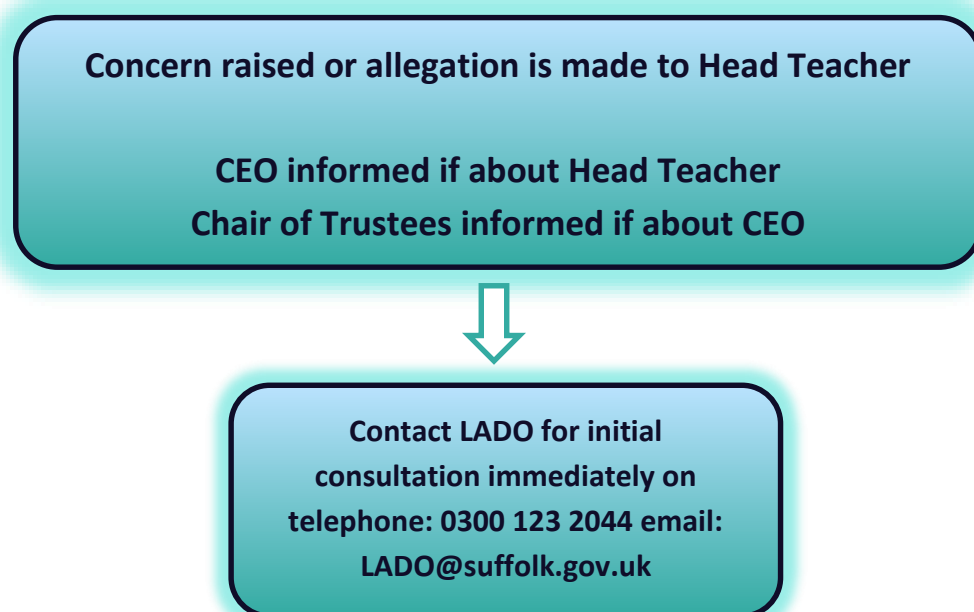 Concern raised or allegation is made to Head Teacher
CEO informed if about Head Teacher
Chair of Trustees informed if about CEO
Contact LADO for initial
consultation immediately on
telephone: 0300 123 2044 email:
LADO@suffolk.gov.uk